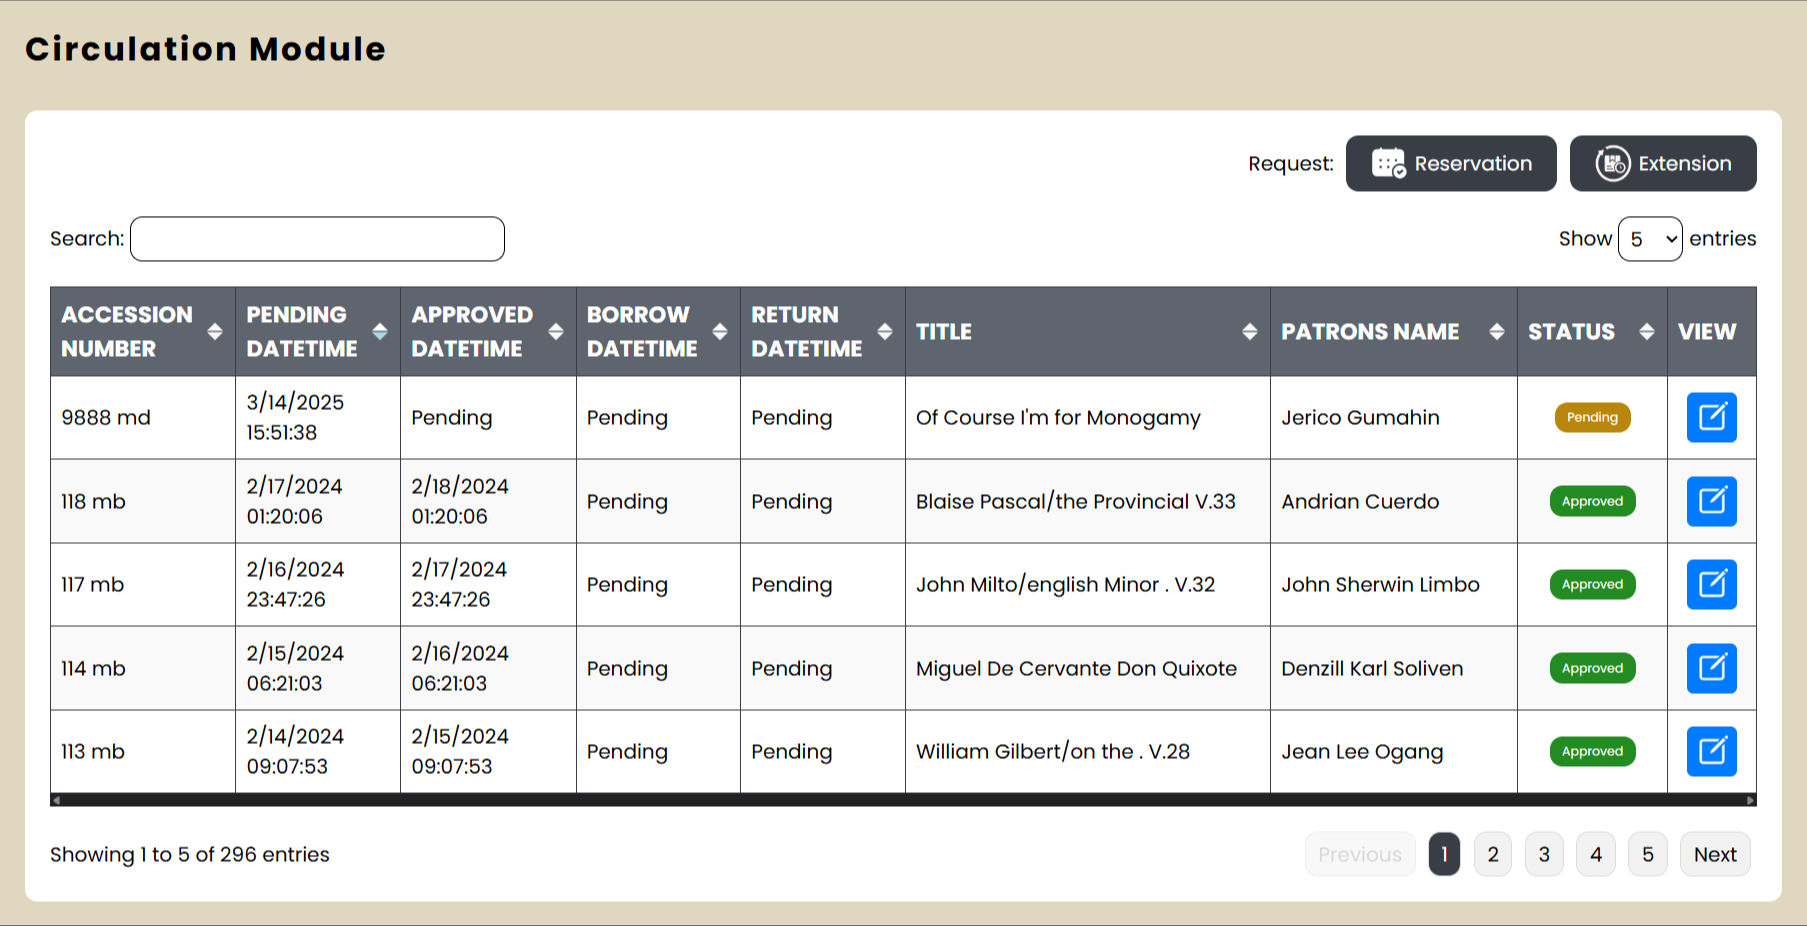 Circulation Module
Request: Reservation Extension
Search: Show 5 entries
ACCESSION NUMBER PENDING DATETIME APPROVED DATETIME BORROW DATETIME RETURN DATETIME TITLE PATRONS NAME STATUS VIEW
9888 md 3/14/2025 15:51:38 Pending Pending Pending Of Course I'm for Monogamy Jerico Gumahin Pending
118 mb 2/17/2024 01:20:06 2/18/2024 01:20:06 Pending Pending Blaise Pascal/the Provincial V.33 Andrian Cuerdo Approved
117 mb 2/16/2024 23:47:26 2/17/2024 23:47:26 Pending Pending John Milto/english Minor . V.32 John Sherwin Limbo Approved
114 mb 2/15/2024 06:21:03 2/16/2024 06:21:03 Pending Pending Miguel De Cervante Don Quixote Denzill Karl Soliven Approved
113 mb 2/14/2024 09:07:53 2/15/2024 09:07:53 Pending Pending William Gilbert/on the . V.28 Jean Lee Ogang Approved
Showing 1 to 5 of 296 entries Previous 1 2 3 4 5 Next